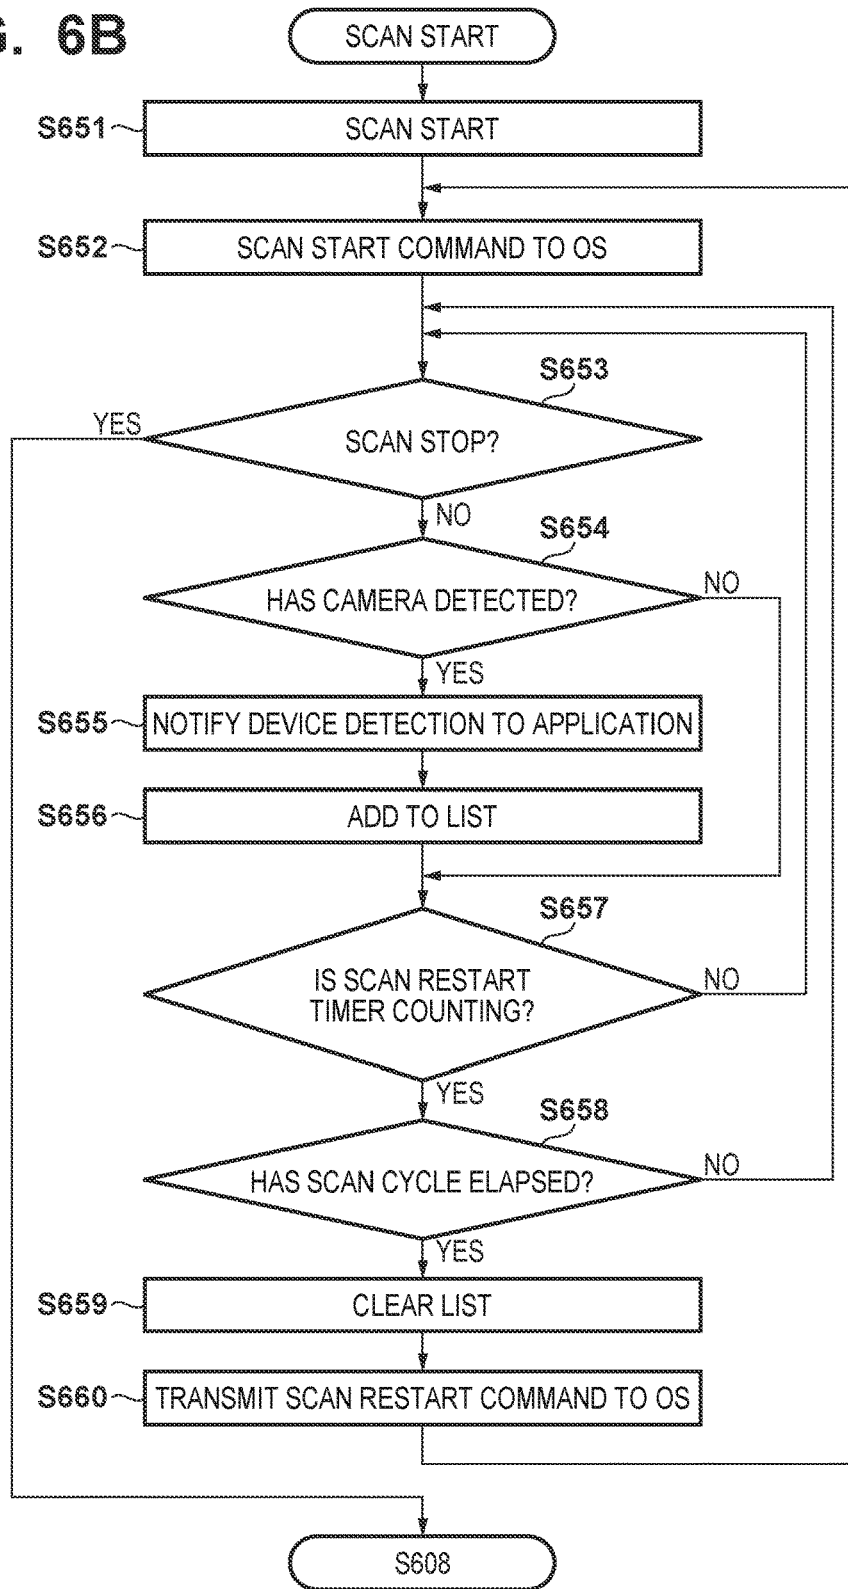 G. 6B
SCAN START
S651
SCAN START
S652
SCAN START COMMAND TO OS
S653
YES
SCAN STOP?
NO
S654
HAS CAMERA DETECTED?
NO
YES
S655
NOTIFY DEVICE DETECTION TO APPLICATION
S656
ADD TO LIST
S657
IS SCAN RESTART
TIMER COUNTING?
NO
YES
S658
HAS SCAN CYCLE ELAPSED?
NO
YES
S659
CLEAR LIST
S660
TRANSMIT SCAN RESTART COMMAND TO OS
S608